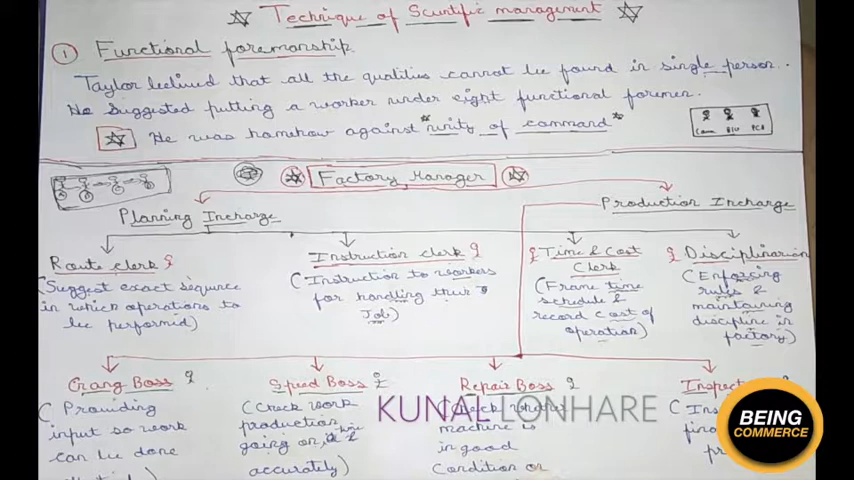 Technique of Scientific management
① Functional foremanship.
Taylor belived that all the qualities cannot be found in single person.
He Suggested putting a worker under eight functional foremen.
He was
against "unity of command"
Factory Manager
Planning Incharge
Production Incharge
Route clerk
(Suggest exact sequence
in which operations to
be performed)
Instruction clerk
(Instruction to workers
for handling their
Job)
Time & Cost
Clerk
(Frame time
schedule &
record cost of
operation)
Disciplinarian
(Enforcing
rules &
maintaining
discipline in
factory)
Gang Boss
(Providing
input so work
can be done
Speed Boss
(Check work
production
going on
accurately)
Repair Boss
(Check
machine is
in good
Condition or
KUNAL LONHARE
BEING
COMMERCE